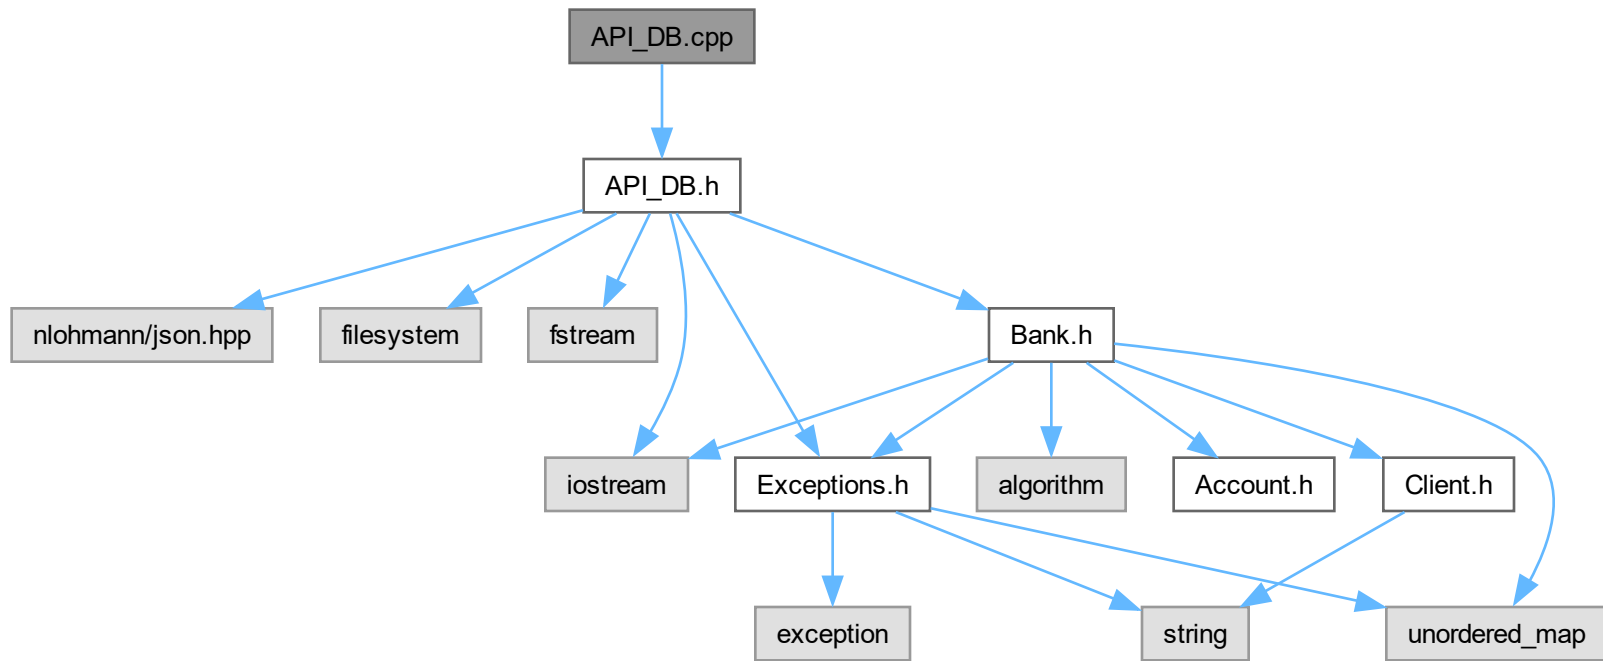 API_DB.cpp
API_DB.h
nlohmann/json.hpp
filesystem
fstream
Bank.h
iostream
Exceptions.h
algorithm
Account.h
Client.h
exception
string
unordered_map